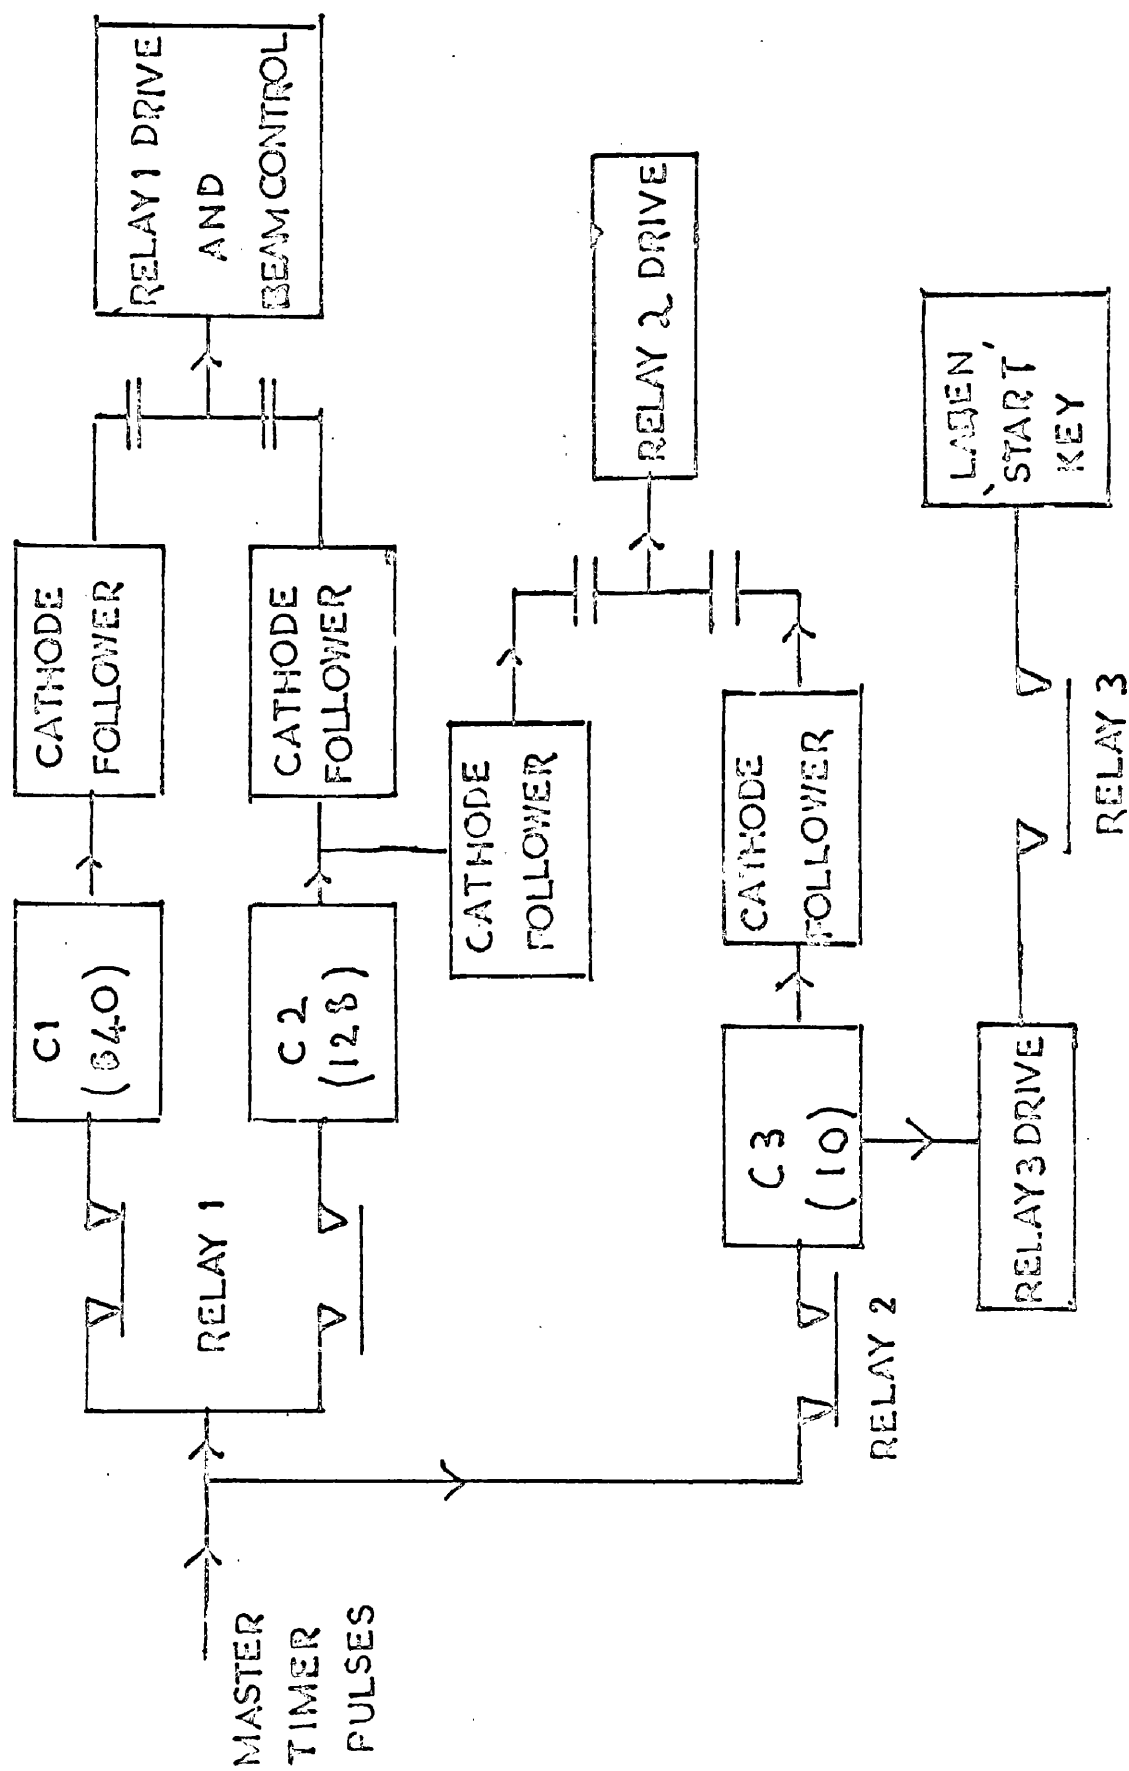 MASTER
TIMER
PULSES
RELAY 1
C1
(640)
C2
(128)
CATHODE
FOLLOWER
CATHODE
FOLLOWER
CATHODE
FOLLOWER
RELAY 1 DRIVE
AND
BEAM CONTROL
RELAY 2 DRIVE
RELAY 2
C3
(10)
CATHODE
FOLLOWER
RELAY 3 DRIVE
RELAY 3
LABEN
'START'
KEY